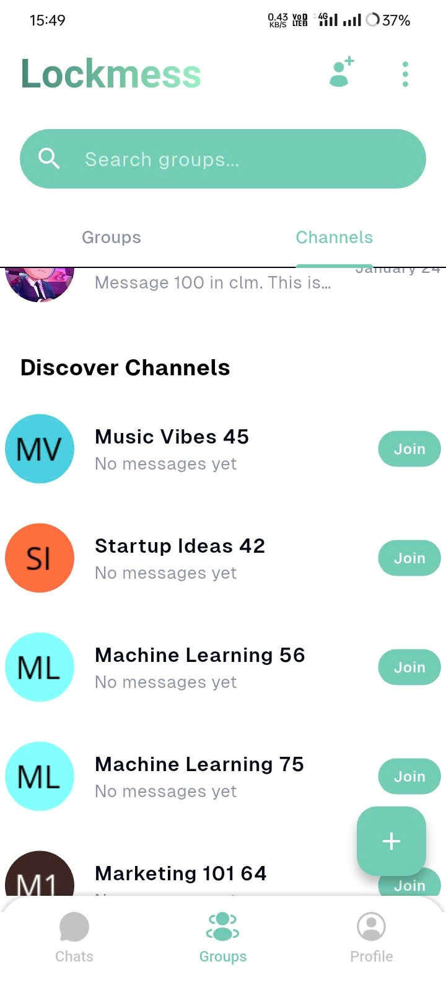 15:49
0.43 KB/S VoD LTE2 4G 37%
Lockmess
Search groups...
Groups Channels
January 24
Message 100 in clm. This is...
Discover Channels
MV Music Vibes 45 Join
No messages yet
SI Startup Ideas 42 Join
No messages yet
ML Machine Learning 56 Join
No messages yet
ML Machine Learning 75 Join
No messages yet
+
M1 Marketing 101 64 Join
Chats Groups Profile